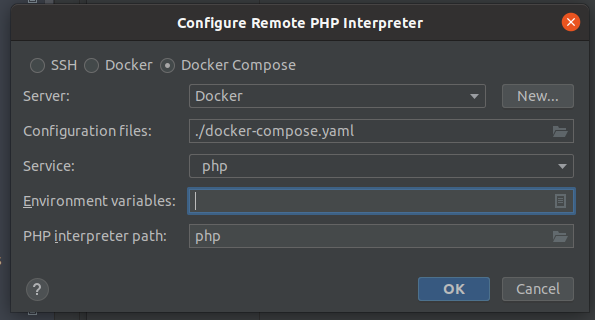 Configure Remote PHP Interpreter
SSH Docker Docker Compose
Server: Docker New...
Configuration files: ./docker-compose.yaml
Service: php
Environment variables:
PHP interpreter path: php
? OK Cancel